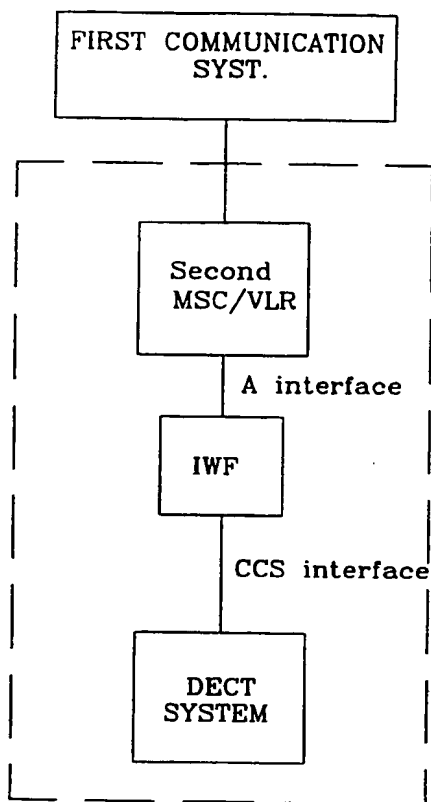 FIRST COMMUNICATION
SYST.
Second
MSC/VLR
A interface
IWF
CCS interface
DECT
SYSTEM